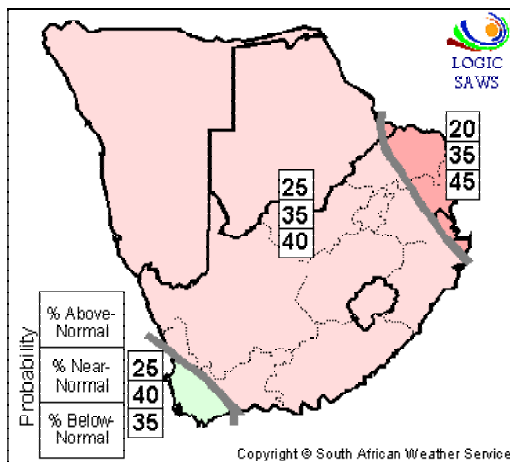 LOGIC
SAWS
20
35
45
25
35
40
% Above-
Normal
% Near-
Normal
% Below-
Normal
Probability
25
40
35
Copyright © South African Weather Service